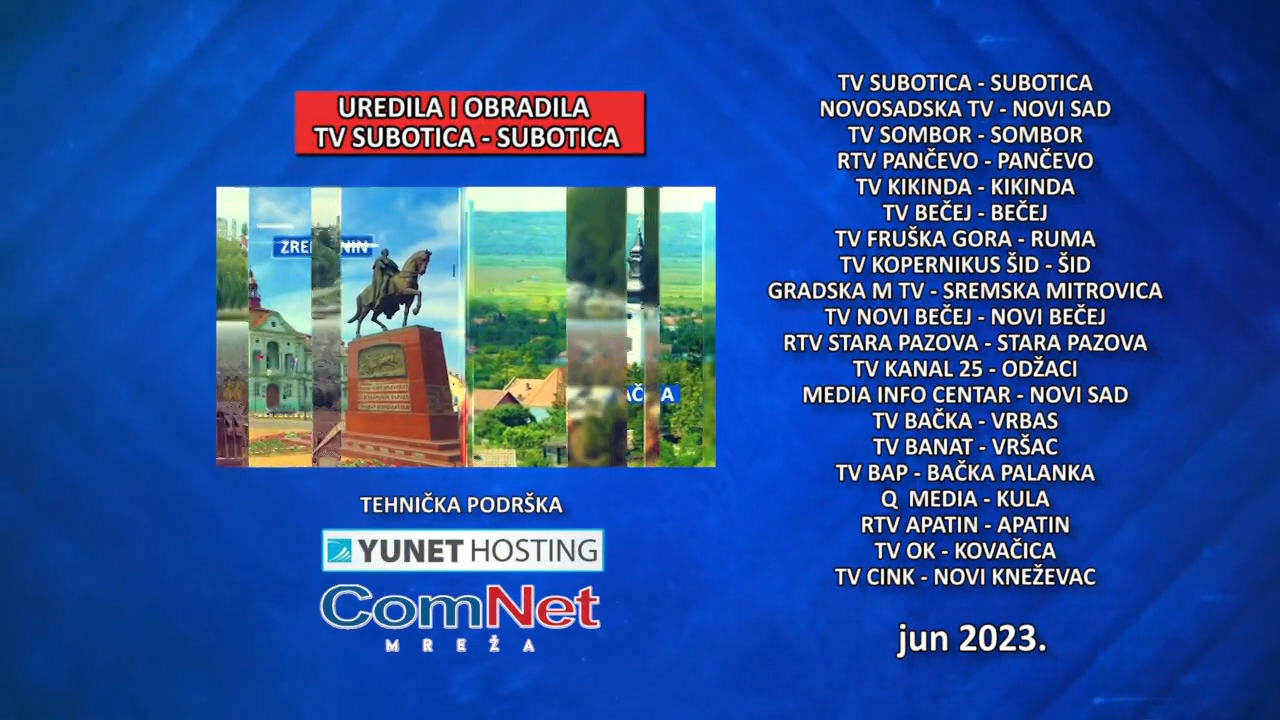 UREDILA I OBRADILA
TV SUBOTICA - SUBOTICA
TEHNIČKA PODRŠKA
YUNET HOSTING
ComNet
MREŽA
TV SUBOTICA - SUBOTICA
NOVOSADSKA TV - NOVI SAD
TV SOMBOR - SOMBOR
RTV PANČEVO - PANČEVO
TV KIKINDA - KIKINDA
TV BEČEJ - BEČEJ
TV FRUŠKA GORA - RUMA
TV KOPERNIKUS ŠID - ŠID
GRADSKA M TV - SREMSKA MITROVICA
TV NOVI BEČEJ - NOVI BEČEJ
RTV STARA PAZOVA - STARA PAZOVA
TV KANAL 25 - ODŽACI
MEDIA INFO CENTAR - NOVI SAD
TV BAČKA - VRBAS
TV BANAT - VRŠAC
TV BAP - BAČKA PALANKA
Q MEDIA - KULA
RTV APATIN - APATIN
TV OK - KOVAČICA
TV CINK - NOVI KNEŽEVAC
jun 2023.